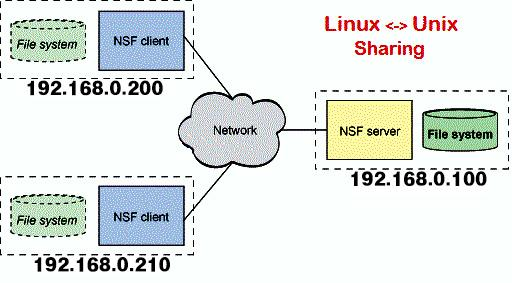 Linux <-> Unix
Sharing
File system
NSF client
192.168.0.200
Network
NSF server
File system
192.168.0.100
File system
NSF client
192.168.0.210